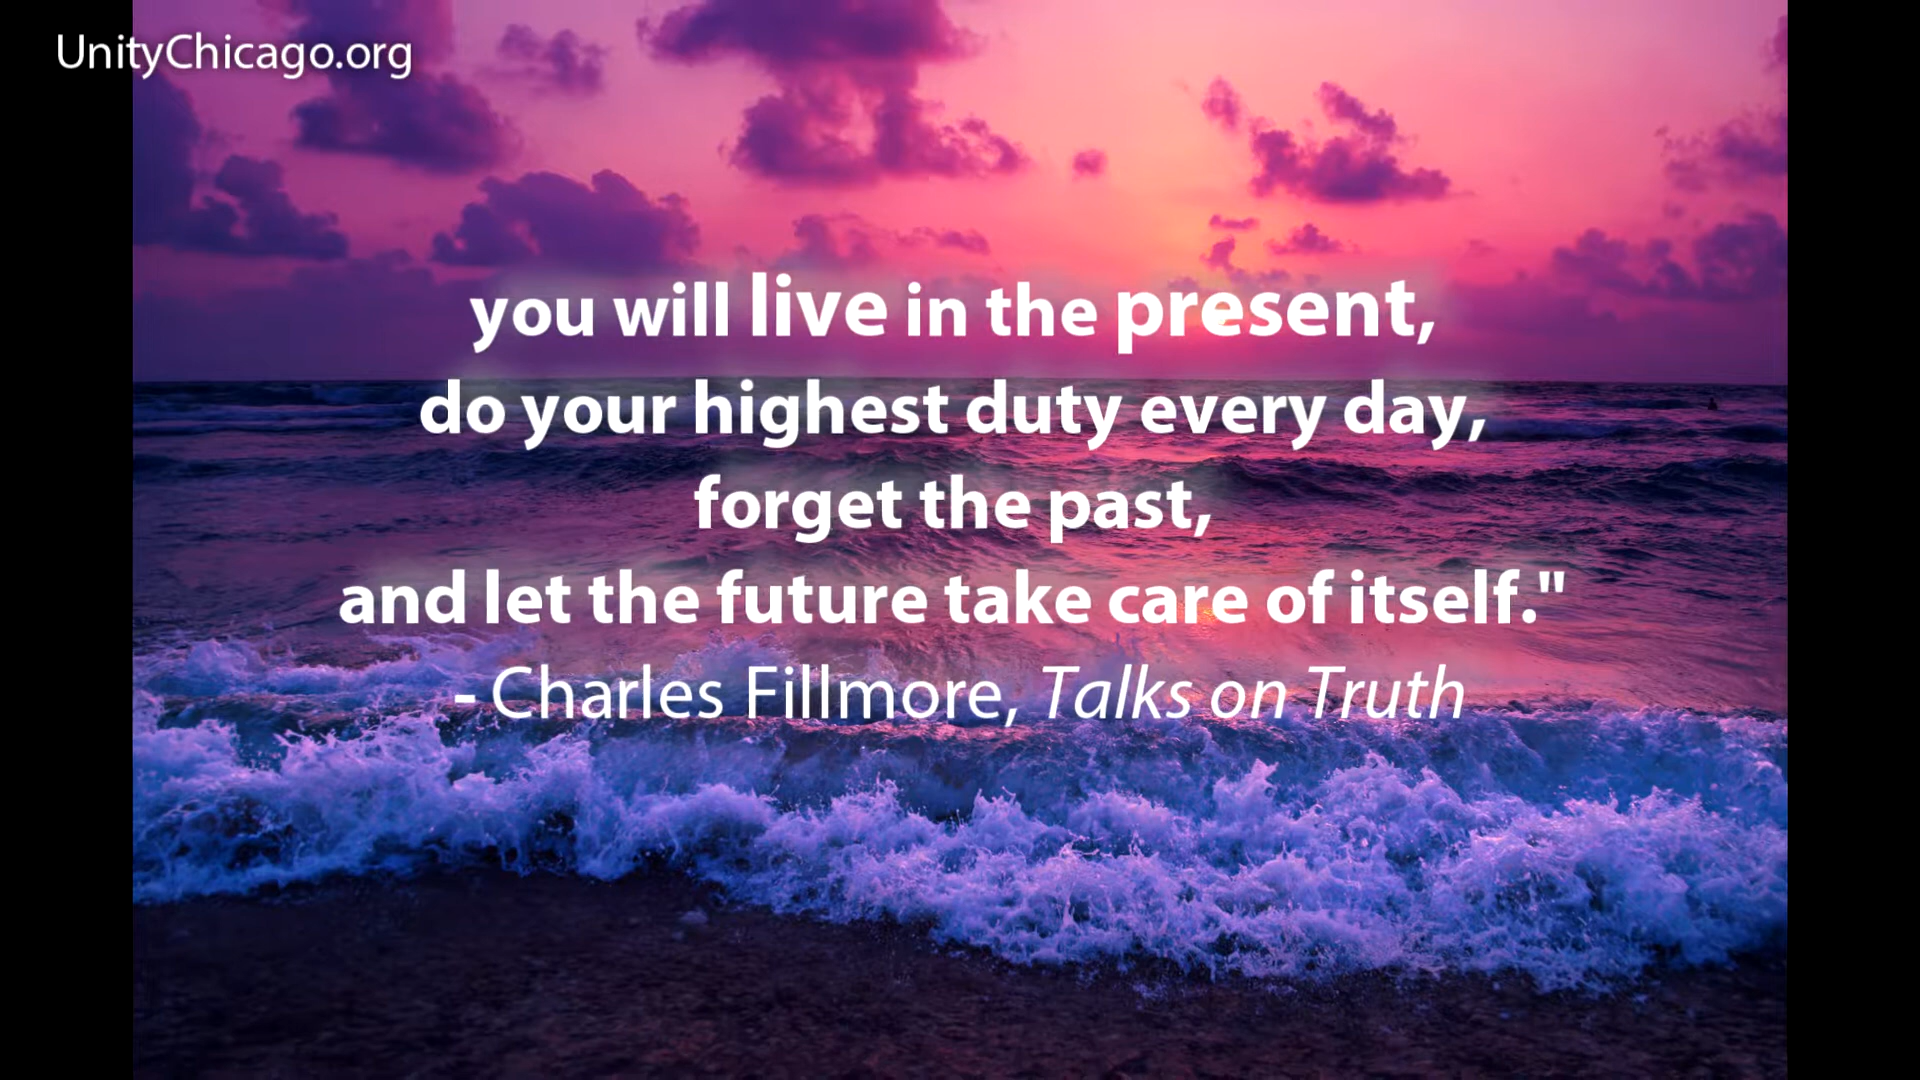 UnityChicago.org
you will live in the present,
do your highest duty every day,
forget the past,
and let the future take care of itself."
- Charles Fillmore, Talks on Truth